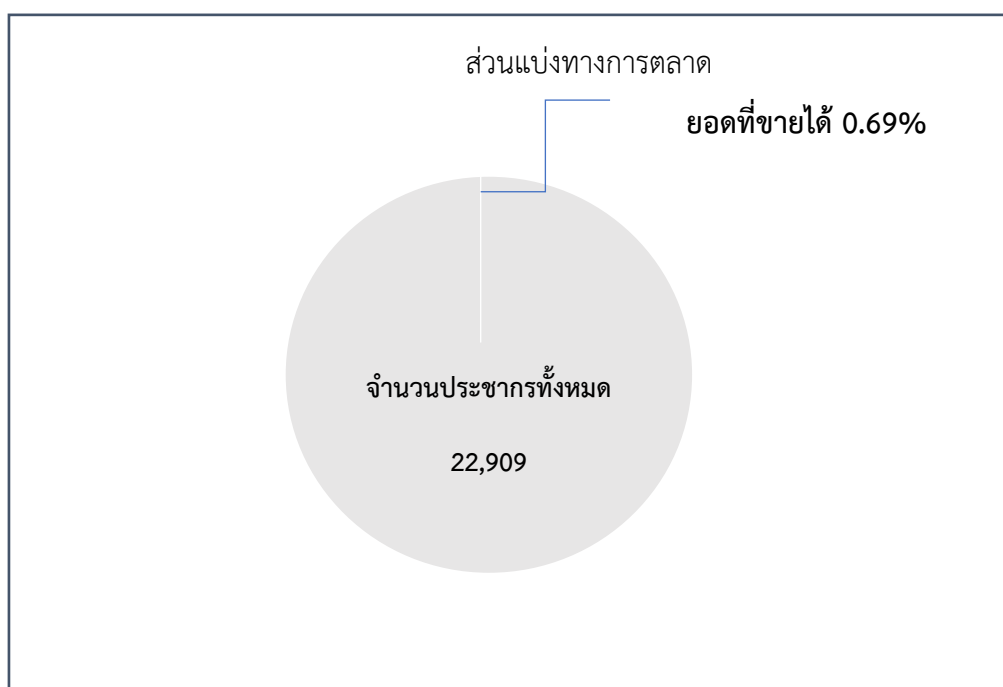 ส่วนแบ่งทางการตลาด
ยอดที่ขายได้ 0.69%
จำนวนประชากรทั้งหมด
22,909